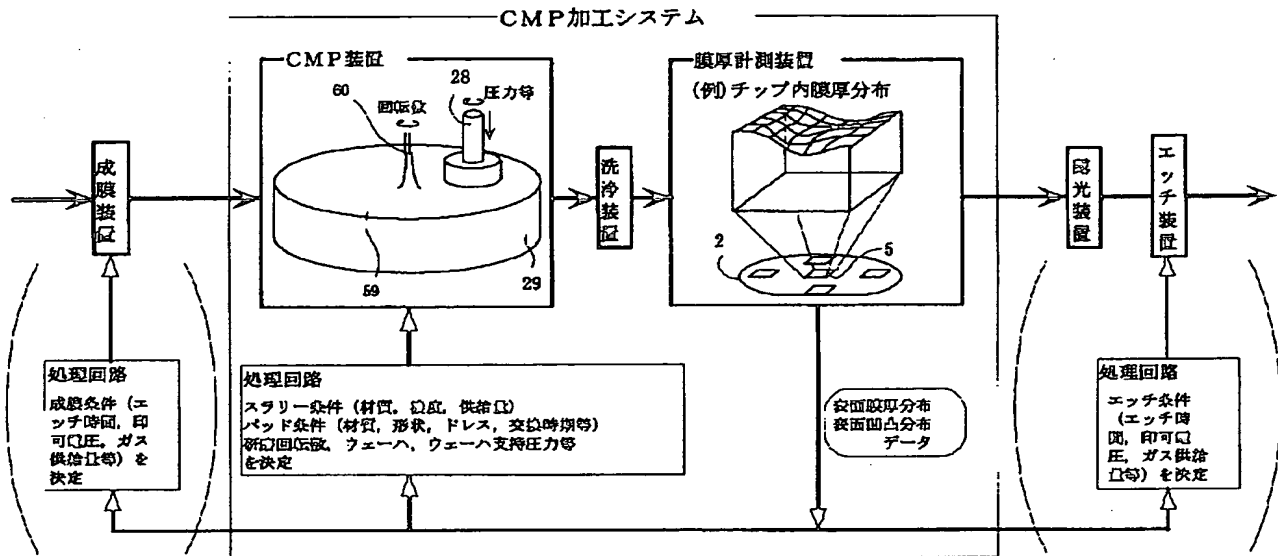 CMP加工システム
CMP装置
60
回転数
28
圧力等
59
29
膜厚計測装置
(例)チップ内膜厚分布
2
5
成膜装置
洗浄装置
露光装置
エッチ装置
処理回路
成膜条件（エ
ッチ時間，印
可電圧，ガス
供給量等）を
決定
処理回路
スラリー条件（材質，濃度，供給量）
パッド条件（材質，形状，ドレス，交換時期等）
研磨回転数，ウェーハ，ウェーハ支持圧力等
を決定
表面膜厚分布
表面凹凸分布
データ
処理回路
エッチ条件
（エッチ時
間，印可電
圧，ガス供給
量等）を決定